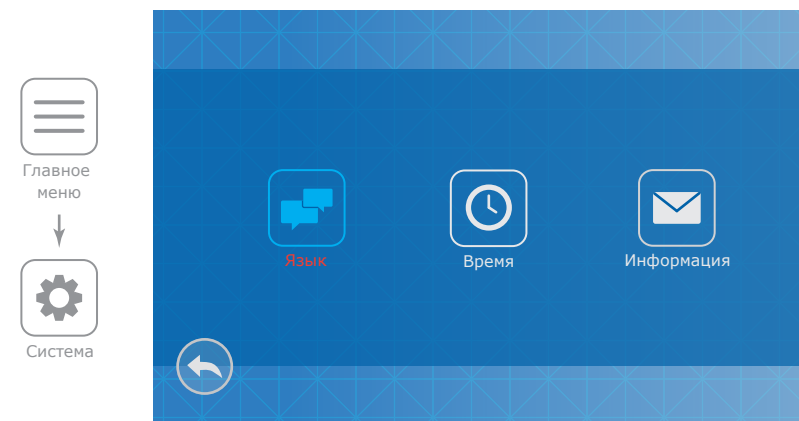 Главное
меню
Система
Язык
Время
Информация